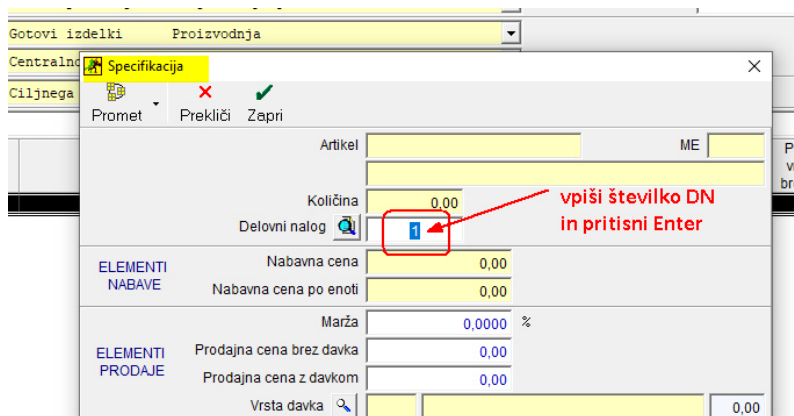 Gotovi izdelki Proizvodnja
Centralno
Specifikacija
Ciljnega
Promet Prekliči Zapri
Artikel ME
Količina 0,00
vpiši številko DN
in pritisni Enter
Delovni nalog 1
ELEMENTI
NABAVE
Nabavna cena 0,00
Nabavna cena po enoti 0,00
Marža 0,0000 %
ELEMENTI
PRODAJE
Prodajna cena brez davka 0,00
Prodajna cena z davkom 0,00
Vrsta davka 0,00